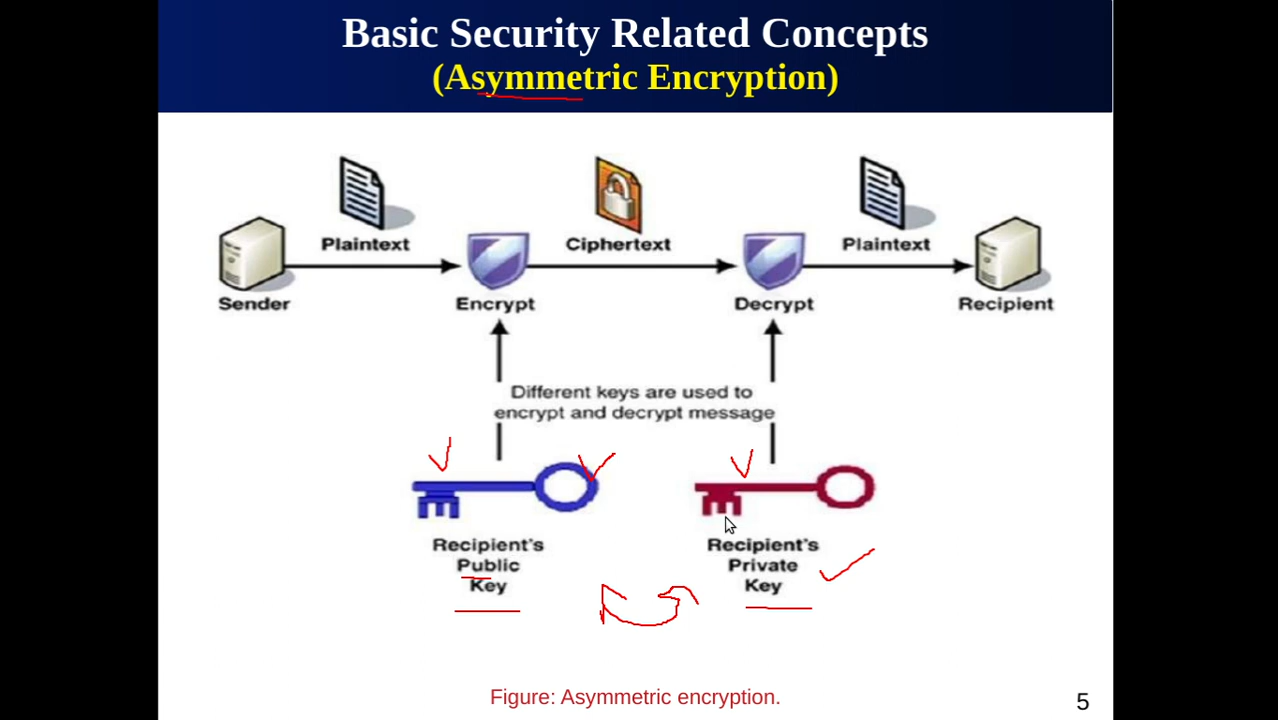 Basic Security Related Concepts
(Asymmetric Encryption)
Plaintext
Ciphertext
Plaintext
Sender
Encrypt
Decrypt
Recipient
Different keys are used to
encrypt and decrypt message
Recipient's
Public
Key
Recipient's
Private
Key
Figure: Asymmetric encryption.
5